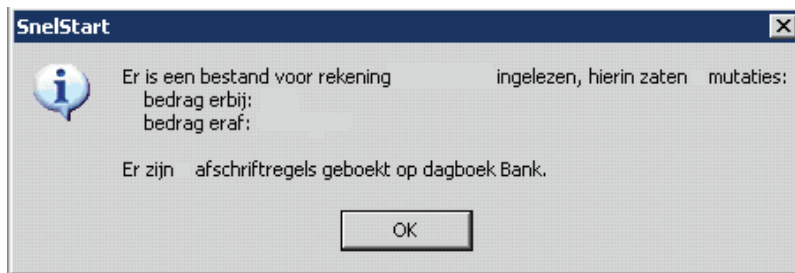 SnelStart
Er is een bestand voor rekening ingelezen, hierin zaten mutaties:
bedrag erbij:
bedrag eraf:
Er zijn afschriftregels geboekt op dagboek Bank.
OK